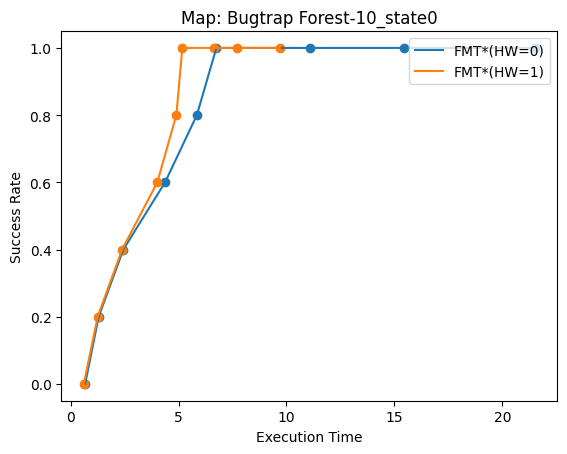 Map: Bugtrap Forest-10_state0
FMT*(HW=0)
FMT*(HW=1)
1.0
0.8
0.6
0.4
0.2
0.0
Success Rate
0
5
10
15
20
Execution Time